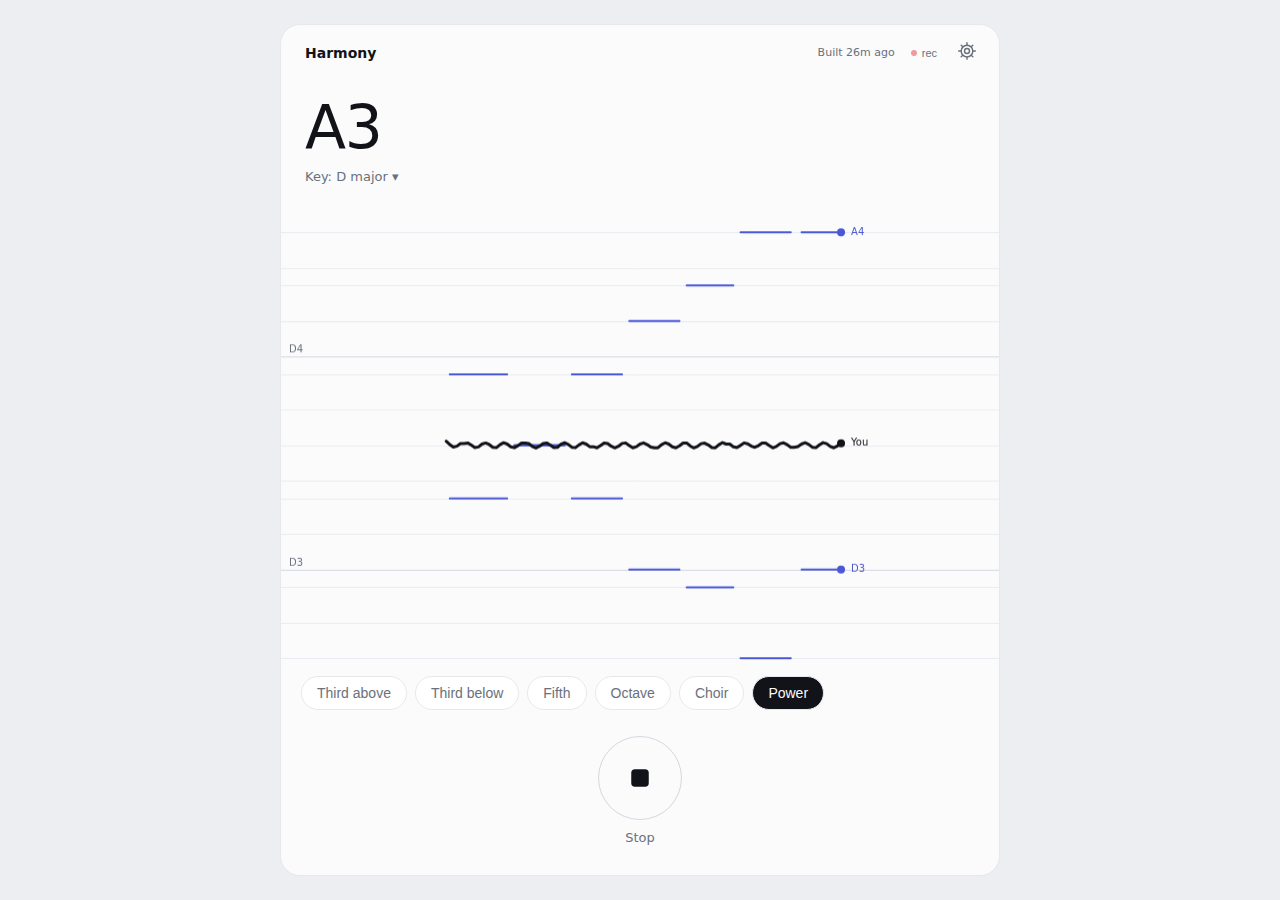 Harmony
Built 26m ago
rec
A3
Key: D major ▾
A4
D4
You
D3
D3
Third above
Third below
Fifth
Octave
Choir
Power
Stop